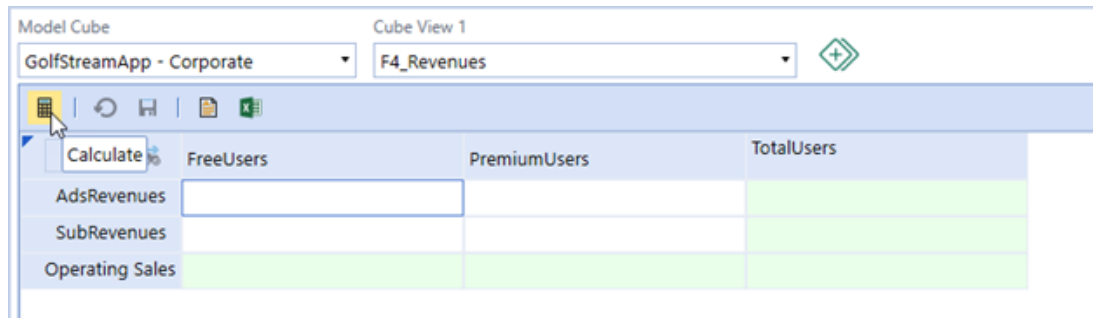 Model Cube Cube View 1
GolfStreamApp - Corporate F4_Revenues
Calculate FreeUsers PremiumUsers TotalUsers
AdsRevenues
SubRevenues
Operating Sales